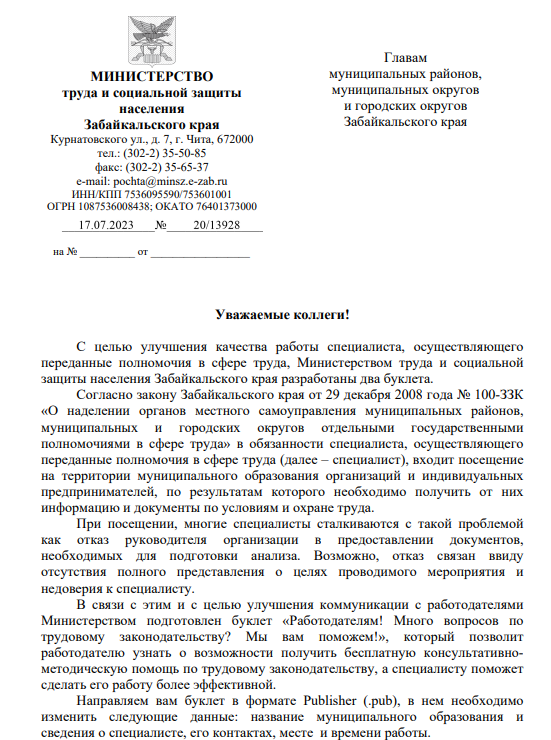 МИНИСТЕРСТВО
труда и социальной защиты
населения
Забайкальского края
Курнатовского ул., д. 7, г. Чита, 672000
тел.: (302-2) 35-50-85
факс: (302-2) 35-65-37
e-mail: pochta@minsz.e-zab.ru
ИНН/КПП 7536095590/753601001
ОГРН 1087536008438; ОКАТО 76401373000
17.07.2023 № 20/13928
на № __________ от __________________
Главам
муниципальных районов,
муниципальных округов
и городских округов
Забайкальского края
Уважаемые коллеги!
С целью улучшения качества работы специалиста, осуществляющего
переданные полномочия в сфере труда, Министерством труда и социальной
защиты населения Забайкальского края разработаны два буклета.
Согласно закону Забайкальского края от 29 декабря 2008 года № 100-ЗЗК
«О наделении органов местного самоуправления муниципальных районов,
муниципальных и городских округов отдельными государственными
полномочиями в сфере труда» в обязанности специалиста, осуществляющего
переданные полномочия в сфере труда (далее – специалист), входит посещение
на территории муниципального образования организаций и индивидуальных
предпринимателей, по результатам которого необходимо получить от них
информацию и документы по условиям и охране труда.
При посещении, многие специалисты сталкиваются с такой проблемой
как отказ руководителя организации в предоставлении документов,
необходимых для подготовки анализа. Возможно, отказ связан ввиду
отсутствия полного представления о целях проводимого мероприятия и
недоверия к специалисту.
В связи с этим и с целью улучшения коммуникации с работодателями
Министерством подготовлен буклет «Работодателям! Много вопросов по
трудовому законодательству? Мы вам поможем!», который позволит
работодателю узнать о возможности получить бесплатную консультативно-
методическую помощь по трудовому законодательству, а специалисту поможет
сделать его работу более эффективной.
Направляем вам буклет в формате Publisher (.pub), в нем необходимо
изменить следующие данные: название муниципального образования и
сведения о специалисте, его контактах, месте и времени работы.